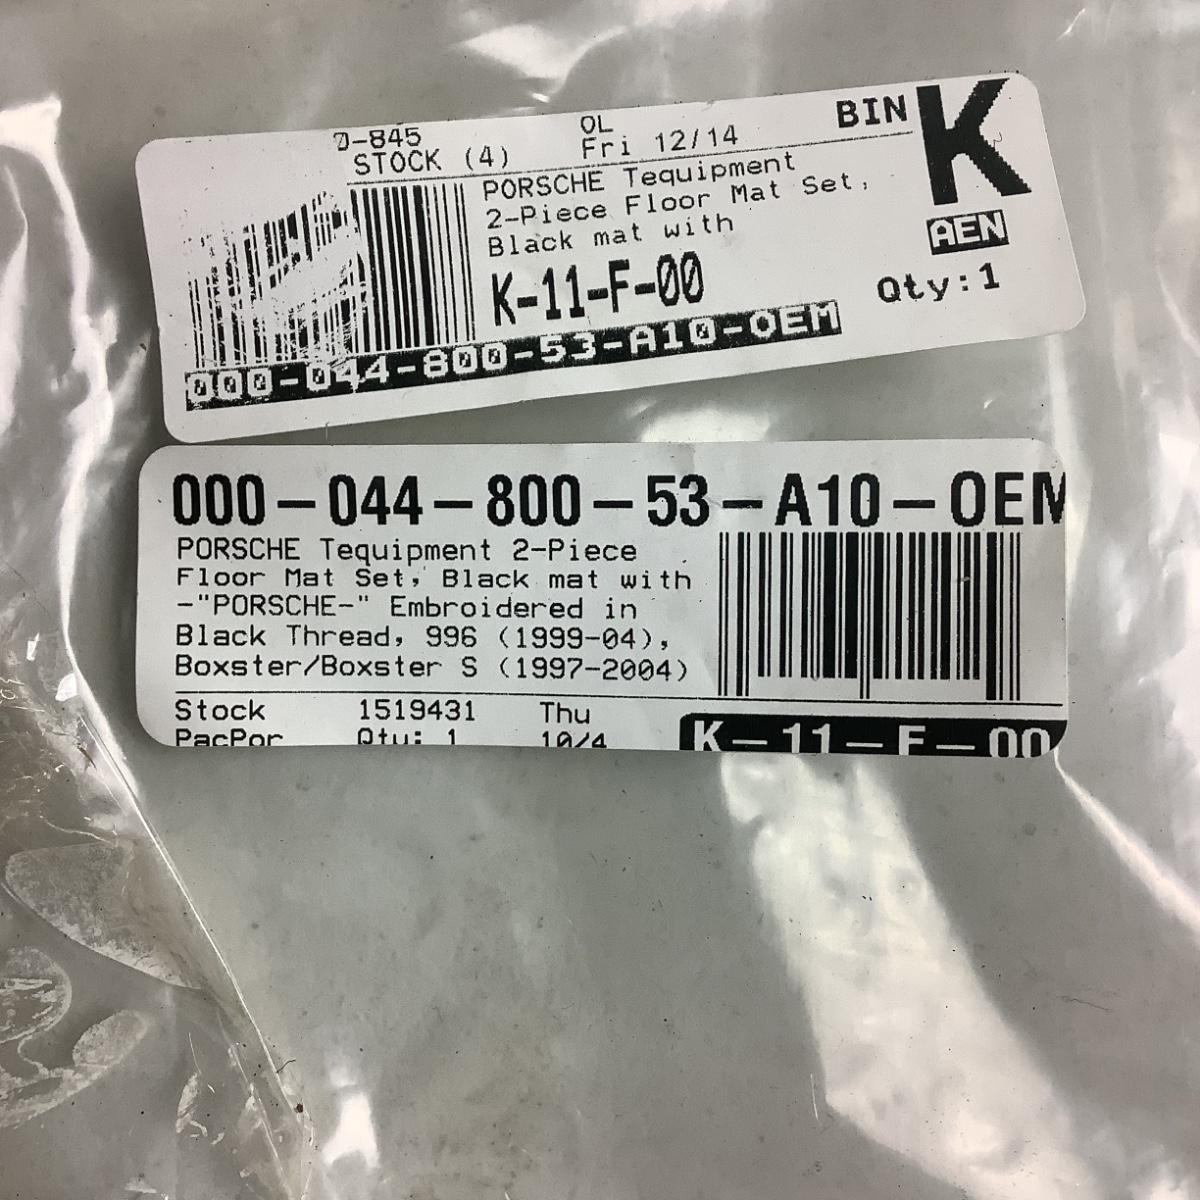 0-845 OL BIN K
STOCK (4) Fri 12/14
PORSCHE Tequipment
2-Piece Floor Mat Set,
Black mat with
AEN
K-11-F-00 Qty:1
000-044-800-53-A10-OEM
000-044-800-53-A10-OEM
PORSCHE Tequipment 2-Piece
Floor Mat Set, Black mat with
-"PORSCHE-" Embroidered in
Black Thread, 996 (1999-04),
Boxster/Boxster S (1997-2004)
Stock 1519431 Thu
PacPor Qty: 1 10/4 K-11-F-00